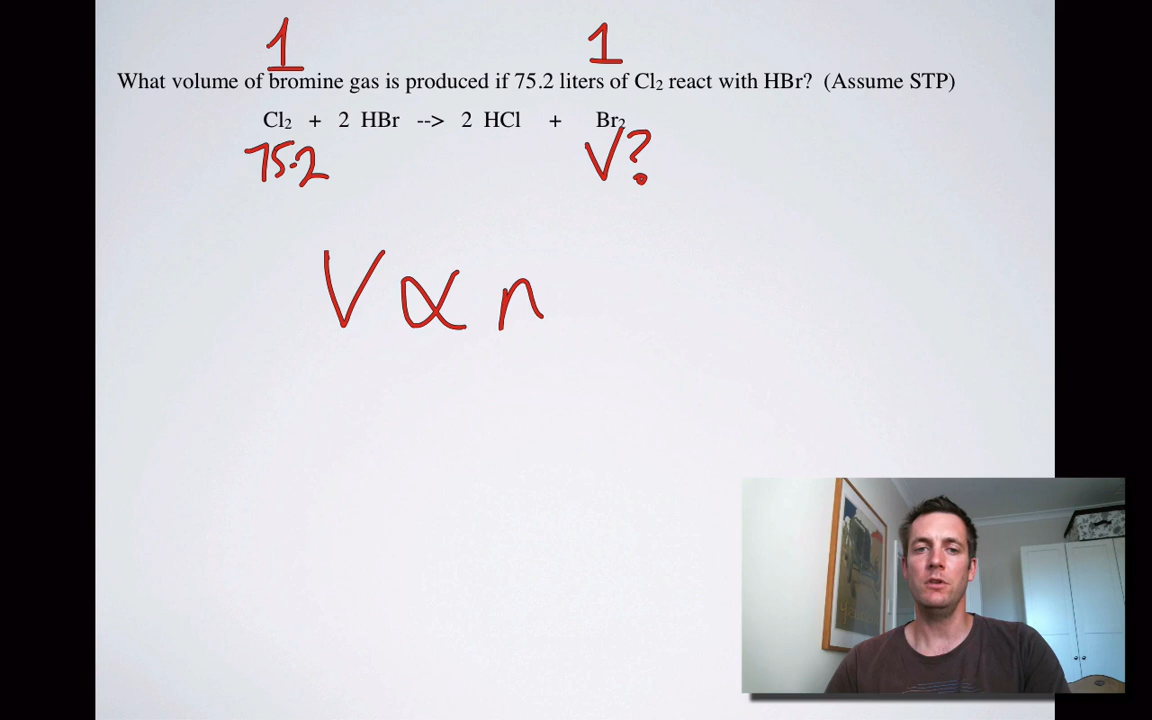 1 1
What volume of bromine gas is produced if 75.2 liters of Cl₂ react with HBr? (Assume STP)
Cl₂ + 2 HBr --> 2 HCl + Br₂
75.2 V?
V ∝ n